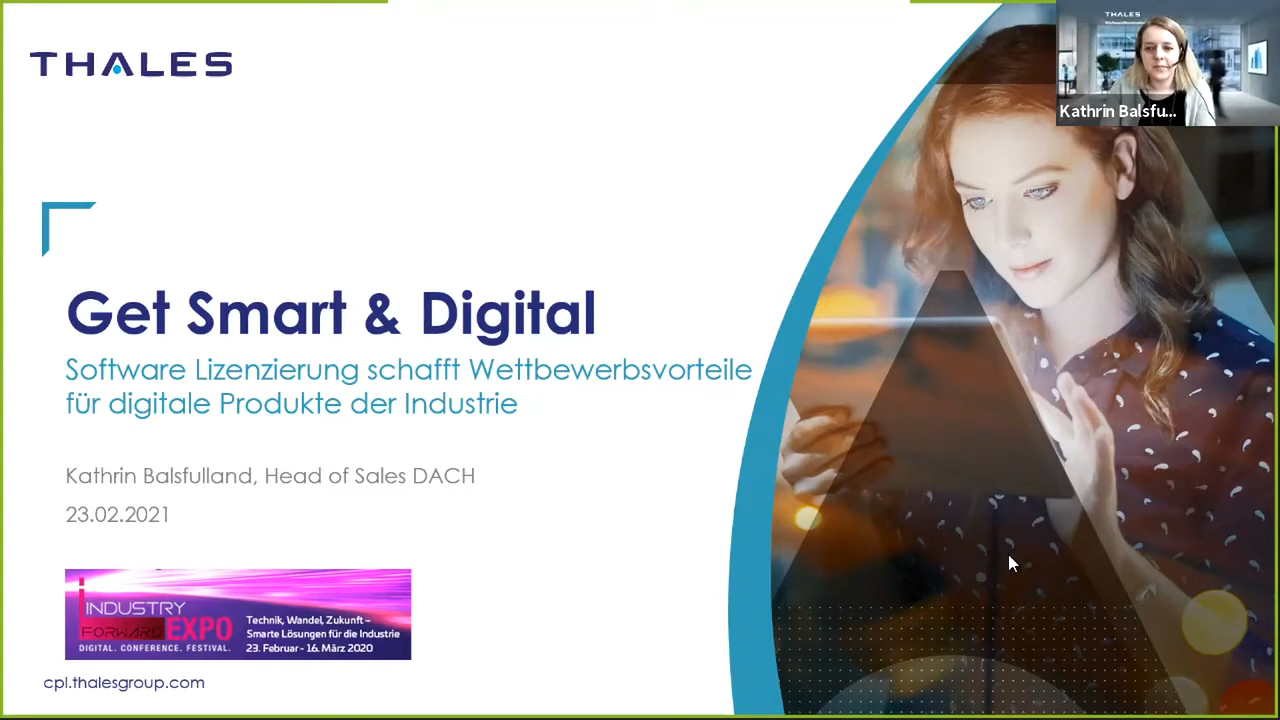 THALES
THALES
Kathrin Balsfu...
Get Smart & Digital
Software Lizenzierung schafft Wettbewerbsvorteile
für digitale Produkte der Industrie
Kathrin Balsfulland, Head of Sales DACH
23.02.2021
INDUSTRY
FORWARD EXPO
DIGITAL. CONFERENCE. FESTIVAL.
Technik, Wandel, Zukunft –
Smarte Lösungen für die Industrie
23. Februar - 16. März 2020
cpl.thalesgroup.com